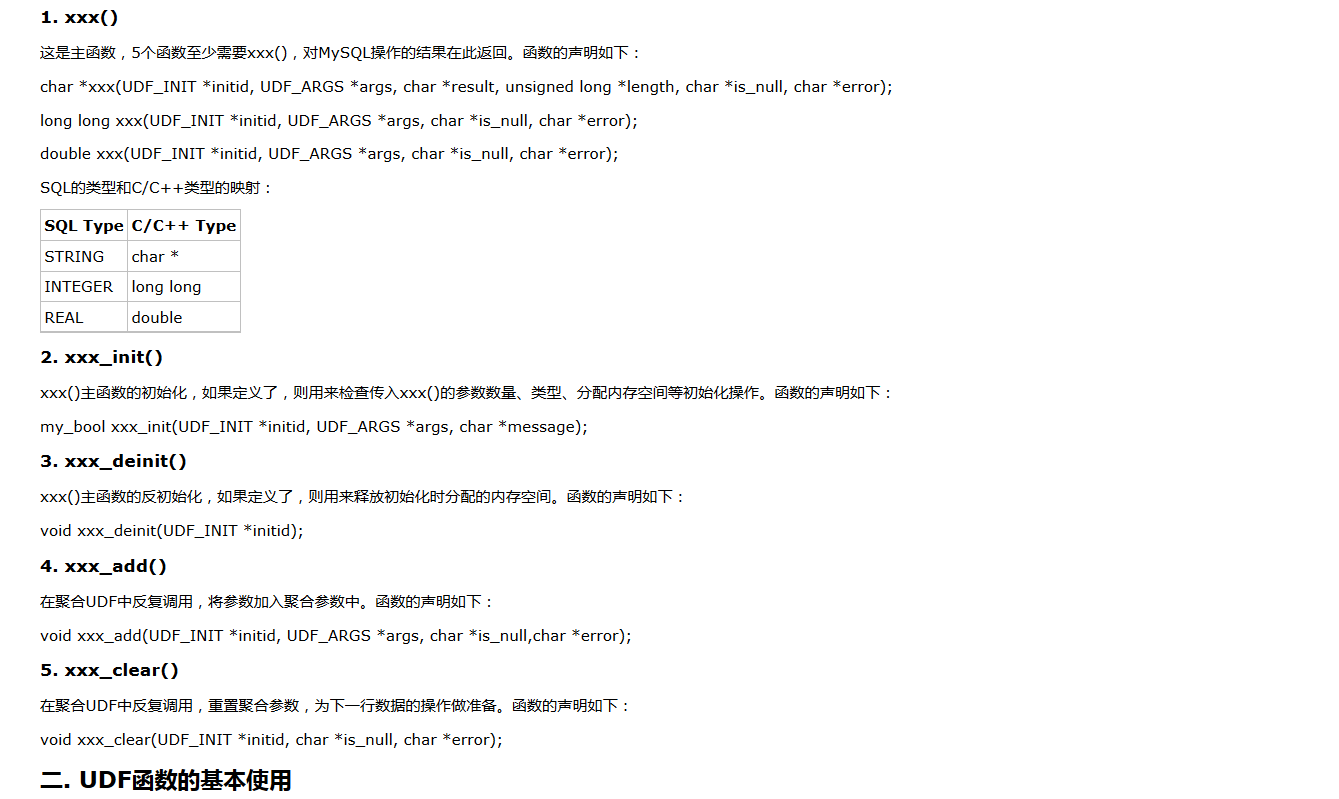 1. xxx()
这是主函数，5个函数至少需要xxx()，对MySQL操作的结果在此返回。函数的声明如下：
char *xxx(UDF_INIT *initid, UDF_ARGS *args, char *result, unsigned long *length, char *is_null, char *error);
long long xxx(UDF_INIT *initid, UDF_ARGS *args, char *is_null, char *error);
double xxx(UDF_INIT *initid, UDF_ARGS *args, char *is_null, char *error);
SQL的类型和C/C++类型的映射：
SQL Type C/C++ Type
STRING char *
INTEGER long long
REAL double
2. xxx_init()
xxx()主函数的初始化，如果定义了，则用来检查传入xxx()的参数数量、类型、分配内存空间等初始化操作。函数的声明如下：
my_bool xxx_init(UDF_INIT *initid, UDF_ARGS *args, char *message);
3. xxx_deinit()
xxx()主函数的反初始化，如果定义了，则用来释放初始化时分配的内存空间。函数的声明如下：
void xxx_deinit(UDF_INIT *initid);
4. xxx_add()
在聚合UDF中反复调用，将参数加入聚合参数中。函数的声明如下：
void xxx_add(UDF_INIT *initid, UDF_ARGS *args, char *is_null,char *error);
5. xxx_clear()
在聚合UDF中反复调用，重置聚合参数，为下一行数据的操作做准备。函数的声明如下：
void xxx_clear(UDF_INIT *initid, char *is_null, char *error);
二. UDF函数的基本使用